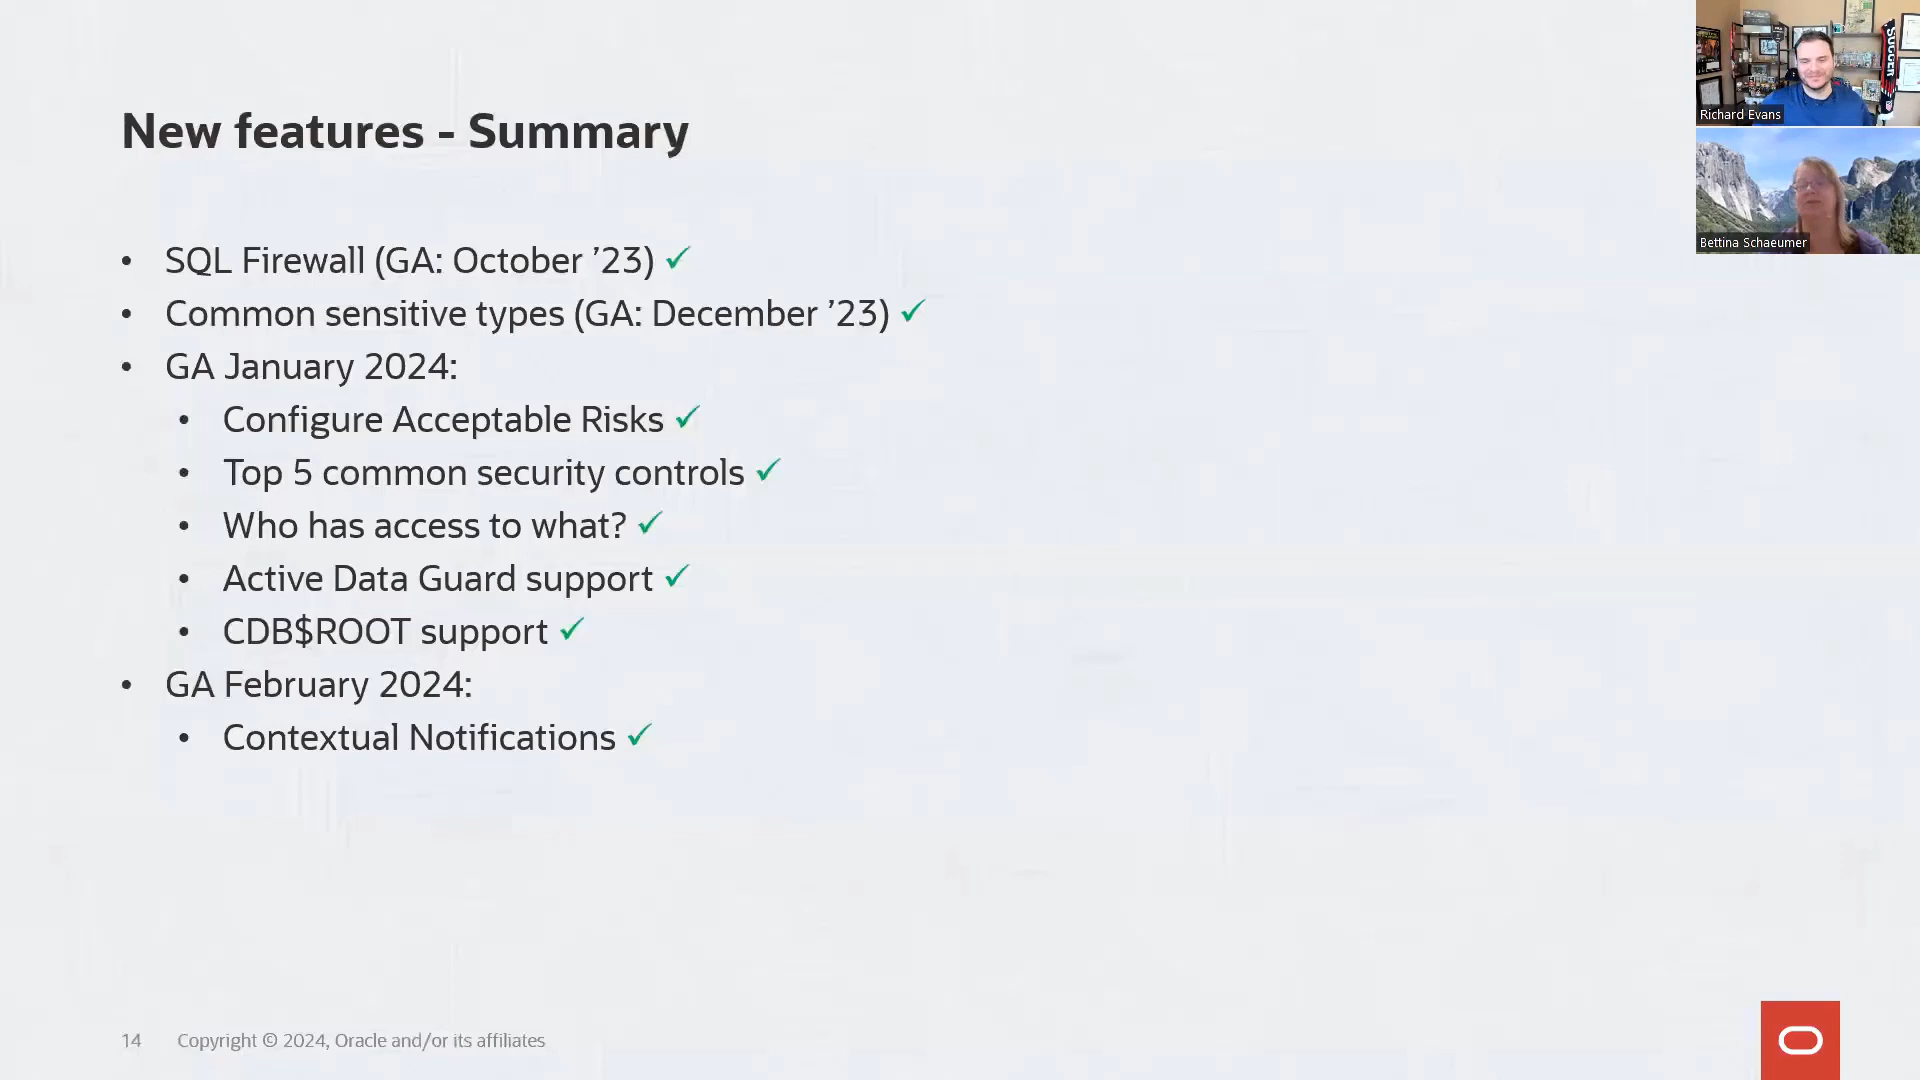 New features - Summary
• SQL Firewall (GA: October ’23) ✓
• Common sensitive types (GA: December ’23) ✓
• GA January 2024:
• Configure Acceptable Risks ✓
• Top 5 common security controls ✓
• Who has access to what? ✓
• Active Data Guard support ✓
• CDB$ROOT support ✓
• GA February 2024:
• Contextual Notifications ✓
14 Copyright © 2024, Oracle and/or its affiliates
SOCCER
Richard Evans
Bettina Schaeumer